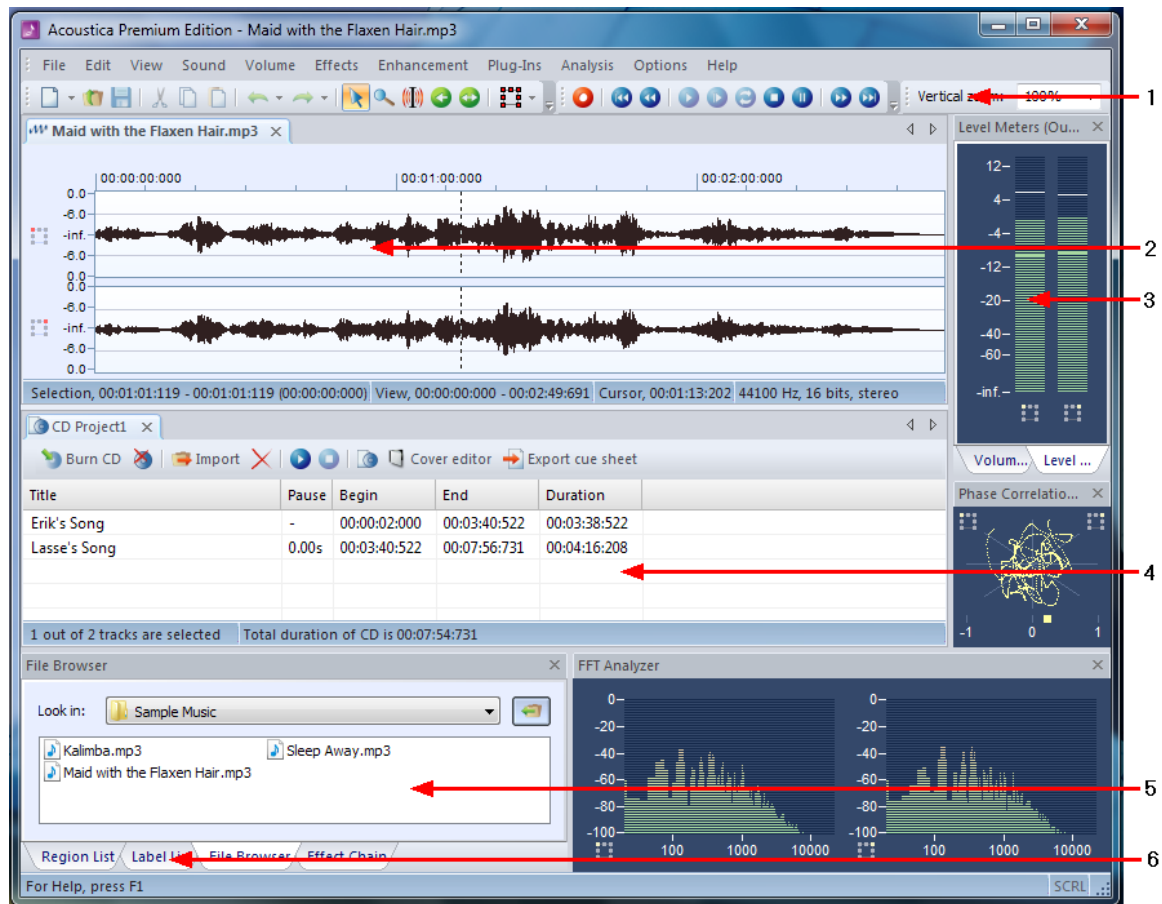 Acoustica Premium Edition - Maid with the Flaxen Hair.mp3
File Edit View Sound Volume Effects Enhancement Plug-Ins Analysis Options Help
Vertical zoom: 100%
1
Maid with the Flaxen Hair.mp3
Level Meters (Ou...
00:00:00:000 00:01:00:000 00:02:00:000
0.0
-6.0
-inf.
-6.0
0.0
0.0
-6.0
-inf.
-6.0
0.0
2
12
4
-4
-12
-20
-40
-60
-inf.
3
Selection, 00:01:01:119 - 00:01:01:119 (00:00:00:000) View, 00:00:00:000 - 00:02:49:691 Cursor, 00:01:13:202 44100 Hz, 16 bits, stereo
CD Project1
Burn CD Import Cover editor Export cue sheet
Volum... Level ...
Title Pause Begin End Duration
Erik's Song - 00:00:02:000 00:03:40:522 00:03:38:522
Lasse's Song 0.00s 00:03:40:522 00:07:56:731 00:04:16:208
Phase Correlatio...
-1 0 1
4
1 out of 2 tracks are selected Total duration of CD is 00:07:54:731
File Browser
Look in: Sample Music
Kalimba.mp3 Sleep Away.mp3
Maid with the Flaxen Hair.mp3
5
Region List Label List File Browser Effect Chain
6
FFT Analyzer
0
-20
-40
-60
-80
-100
100 1000 10000
0
-20
-40
-60
-80
-100
100 1000 10000
For Help, press F1
SCRL